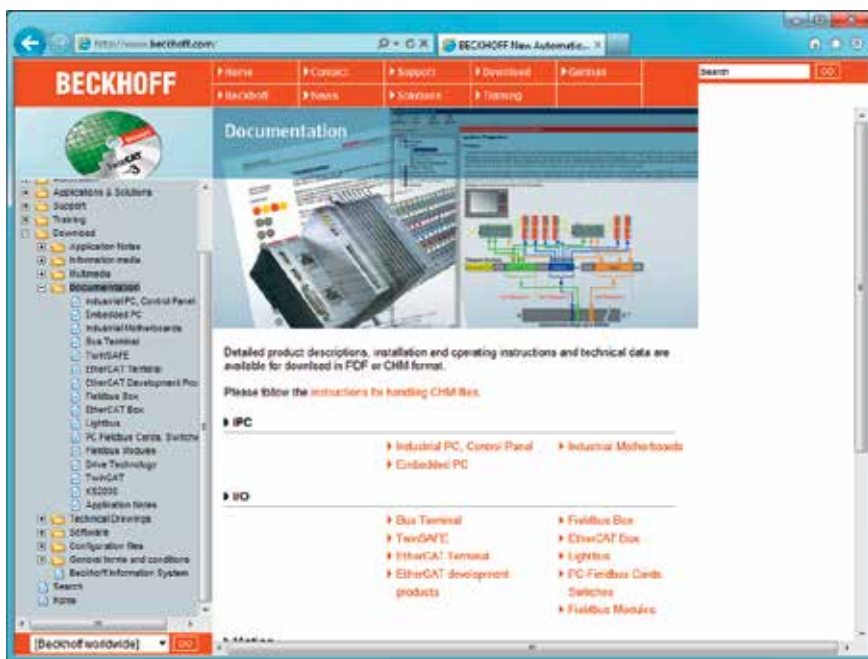 http://www.beckhoff.com/
BECKHOFF New Automatio... ×
BECKHOFF
Home
Contact
Support
Download
German
Search
GO
Beckhoff
News
Solutions
Training
Documentation
TwinCAT
3
Applications & Solutions
Support
Training
Download
Application Notes
Information media
Multimedia
Documentation
Industrial PC, Control Panel
Embedded PC
Industrial Motherboards
Bus Terminal
TwinSAFE
EtherCAT Terminal
EtherCAT Development Pro
Fieldbus Box
EtherCAT Box
Lightbus
PC Fieldbus Cards, Switche
Fieldbus Modules
Drive Technology
TwinCAT
KS2000
Application Notes
Technical Drawings
Software
Configuration files
General terms and conditions
Beckhoff Information System
Search
Home
[Beckhoff worldwide]
GO
Detailed product descriptions, installation and operating instructions and technical data are
available for download in PDF or CHM format.
Please follow the instructions for handling CHM files.
IPC
Industrial PC, Control Panel
Industrial Motherboards
Embedded PC
I/O
Bus Terminal
Fieldbus Box
TwinSAFE
EtherCAT Box
EtherCAT Terminal
Lightbus
EtherCAT development
products
PC Fieldbus Cards,
Switches
Fieldbus Modules
Motion